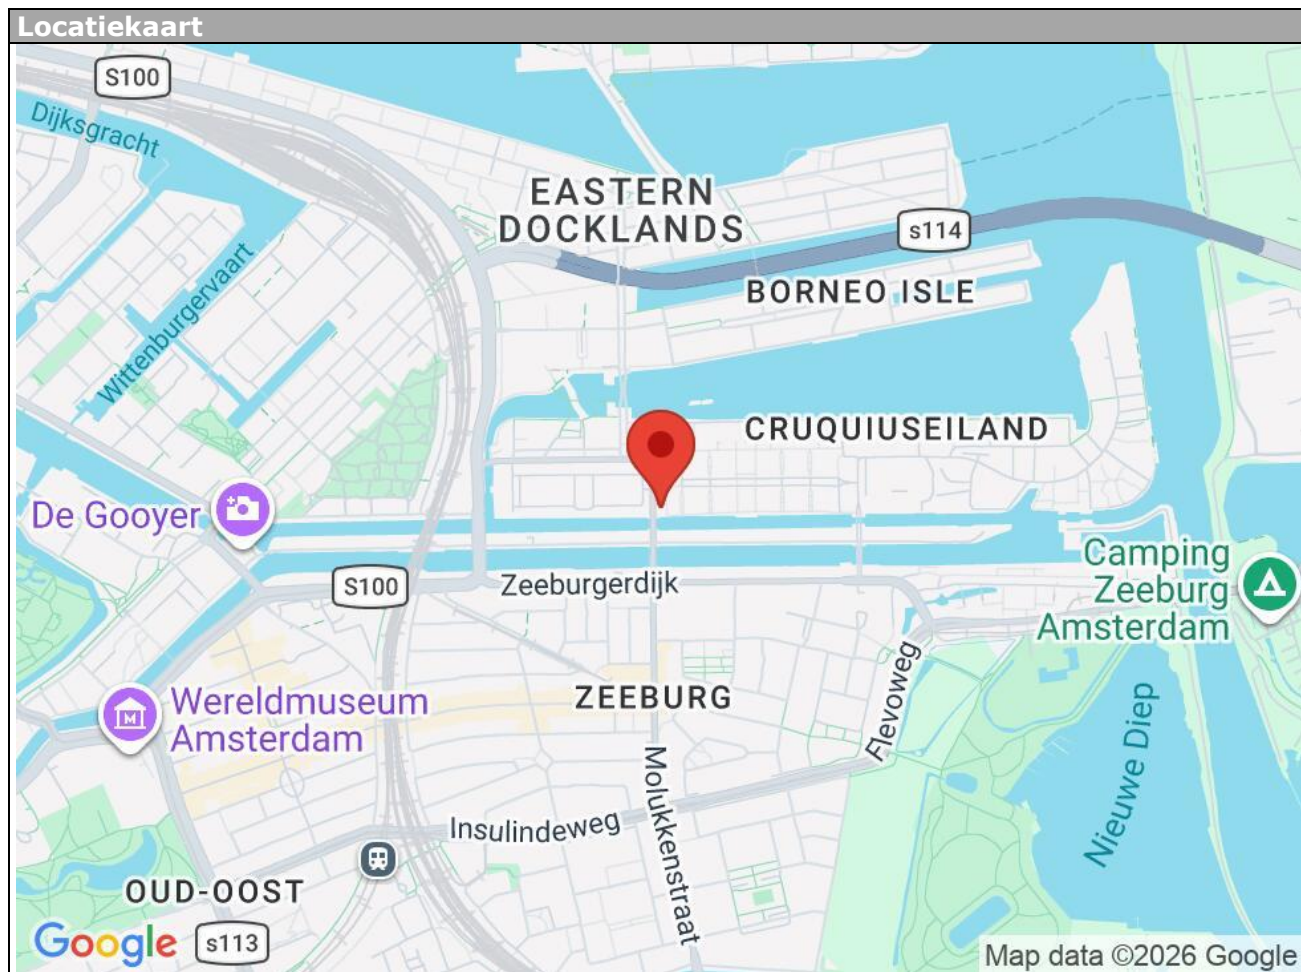 Locatiekaart
S100
Dijksgracht
EASTERN
DOCKLANDS
s114
Wittenburgervaart
BORNEO ISLE
CRUQUIUSEILAND
De Gooyer
S100
Zeeburgerdijk
Camping
Zeeburg
Amsterdam
Wereldmuseum
Amsterdam
ZEEBURG
Flevoweg
Nieuwe Diep
Molukkenstraat
Insulindeweg
OUD-OOST
Google
s113
Map data ©2026 Google